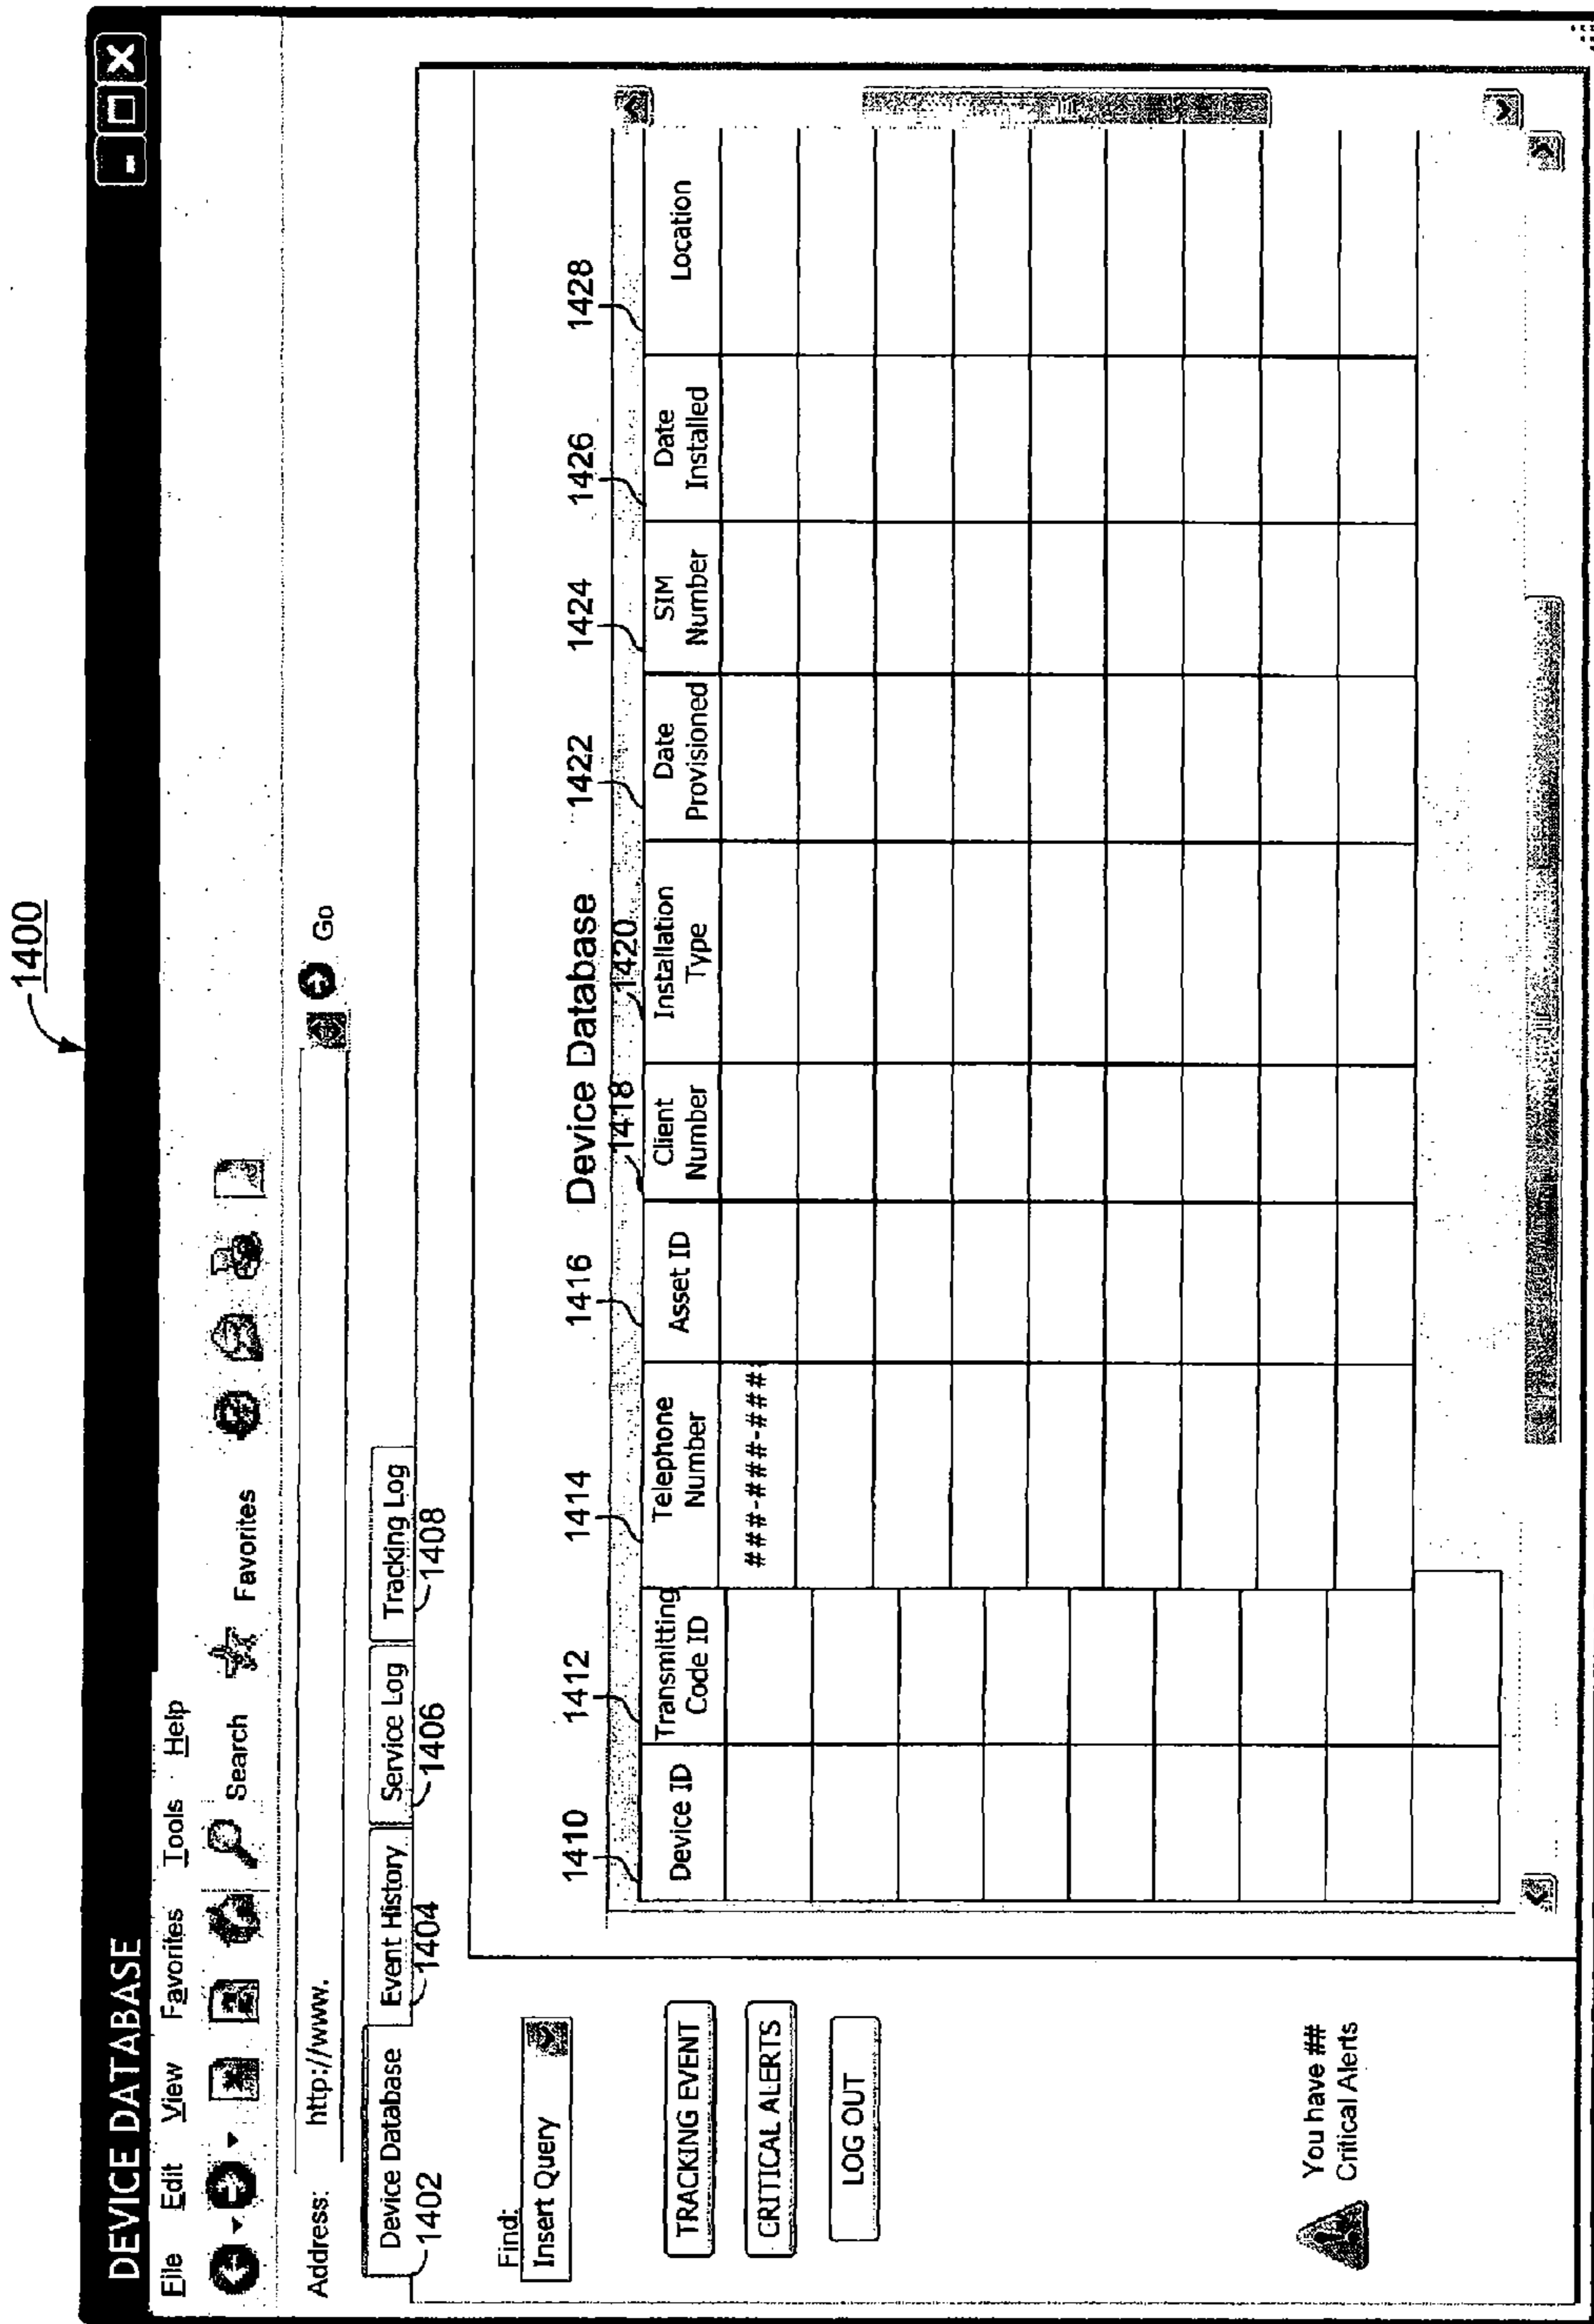 1400
DEVICE DATABASE
File Edit View Favorites Tools Help
Search Favorites
Address: http://www. Go
Device Database Event History Service Log Tracking Log
1402 1404 1406 1408
Find:
Insert Query
TRACKING EVENT
CRITICAL ALERTS
LOG OUT
You have ##
Critical Alerts
Device Database
1410 1412 1414 1416 1418 1420 1422 1424 1426 1428
Device ID
Transmitting
Code ID
Telephone
Number
Asset ID
Client
Number
Installation
Type
Date
Provisioned
SIM
Number
Date
Installed
Location
###-###-###